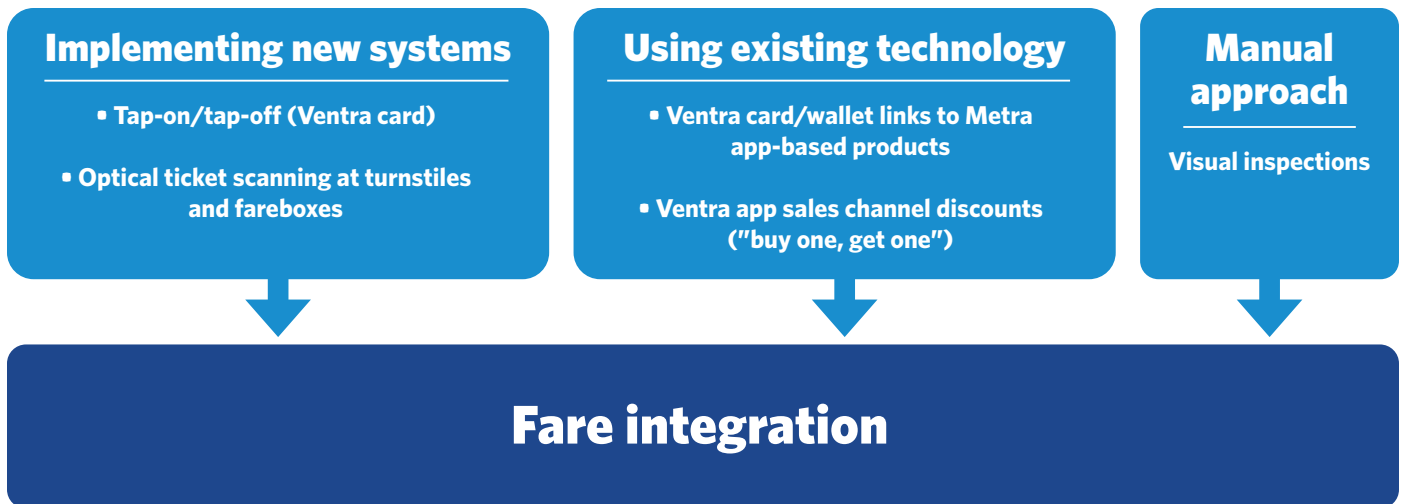 Implementing new systems
• Tap-on/tap-off (Ventra card)
• Optical ticket scanning at turnstiles
and fareboxes
Using existing technology
• Ventra card/wallet links to Metra
app-based products
• Ventra app sales channel discounts
("buy one, get one")
Manual
approach
Visual inspections
Fare integration